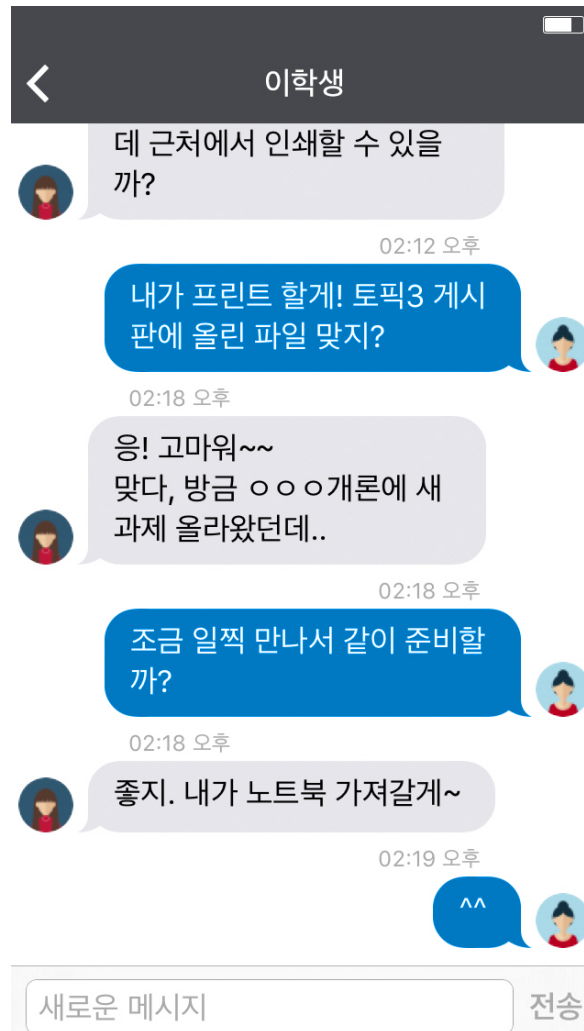 이학생
데 근처에서 인쇄할 수 있을
까?
02:12 오후
내가 프린트 할게! 토픽3 게시
판에 올린 파일 맞지?
02:18 오후
응! 고마워~~
맞다, 방금 ㅇㅇㅇ개론에 새
과제 올라왔던데..
02:18 오후
조금 일찍 만나서 같이 준비할
까?
02:18 오후
좋지. 내가 노트북 가져갈게~
02:19 오후
^^
새로운 메시지
전송